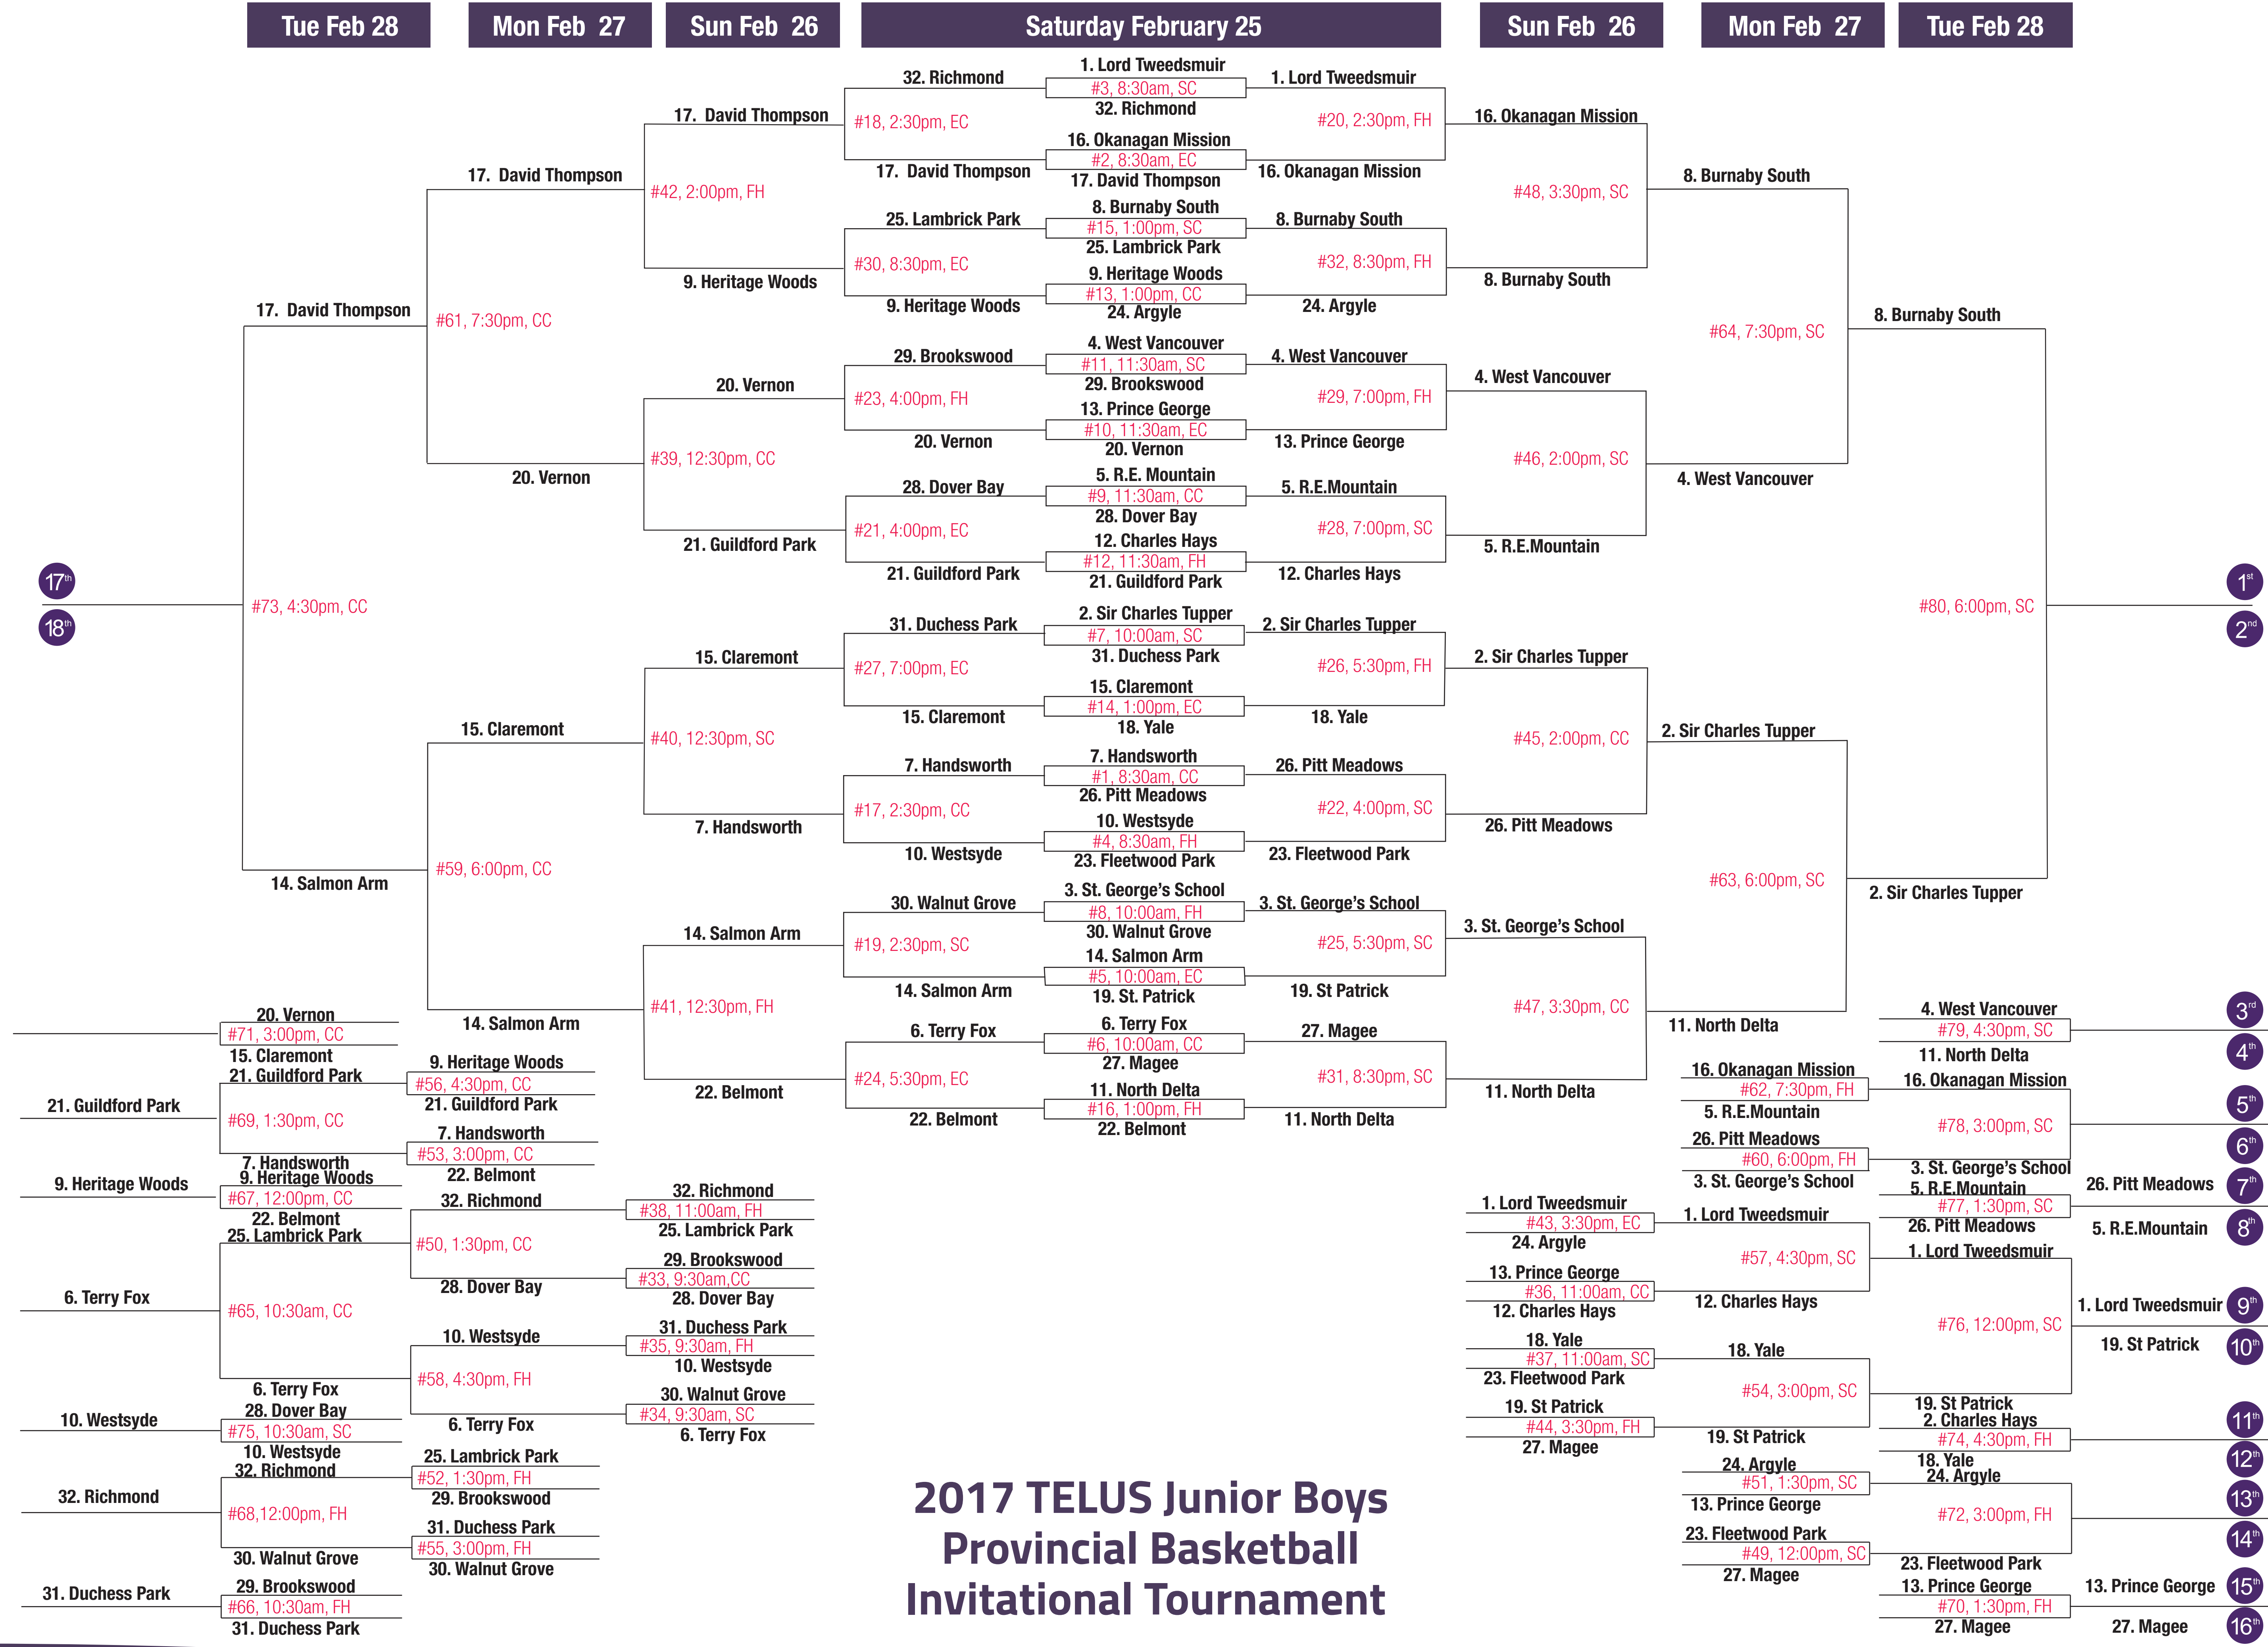 Tue Feb 28
Mon Feb 27
Sun Feb 26
Saturday February 25
Sun Feb 26
Mon Feb 27
Tue Feb 28
17. David Thompson
#73, 4:30pm, CC
14. Salmon Arm
17th
18th
17. David Thompson
#61, 7:30pm, CC
20. Vernon
15. Claremont
#59, 6:00pm, CC
14. Salmon Arm
17. David Thompson
#42, 2:00pm, FH
9. Heritage Woods
20. Vernon
#39, 12:30pm, CC
21. Guildford Park
15. Claremont
#40, 12:30pm, SC
7. Handsworth
14. Salmon Arm
#41, 12:30pm, FH
22. Belmont
32. Richmond
#18, 2:30pm, EC
17. David Thompson
25. Lambrick Park
#30, 8:30pm, EC
9. Heritage Woods
29. Brookswood
#23, 4:00pm, FH
20. Vernon
28. Dover Bay
#21, 4:00pm, EC
21. Guildford Park
31. Duchess Park
#27, 7:00pm, EC
15. Claremont
7. Handsworth
#17, 2:30pm, CC
10. Westsyde
30. Walnut Grove
#19, 2:30pm, SC
14. Salmon Arm
6. Terry Fox
#24, 5:30pm, EC
22. Belmont
1. Lord Tweedsmuir
#3, 8:30am, SC
32. Richmond
16. Okanagan Mission
#2, 8:30am, EC
17. David Thompson
8. Burnaby South
#15, 1:00pm, SC
25. Lambrick Park
9. Heritage Woods
#13, 1:00pm, CC
24. Argyle
4. West Vancouver
#11, 11:30am, SC
29. Brookswood
13. Prince George
#10, 11:30am, EC
20. Vernon
5. R.E. Mountain
#9, 11:30am, CC
28. Dover Bay
12. Charles Hays
#12, 11:30am, FH
21. Guildford Park
2. Sir Charles Tupper
#7, 10:00am, SC
31. Duchess Park
15. Claremont
#14, 1:00pm, EC
18. Yale
7. Handsworth
#1, 8:30am, CC
26. Pitt Meadows
10. Westsyde
#4, 8:30am, FH
23. Fleetwood Park
3. St. George’s School
#8, 10:00am, FH
30. Walnut Grove
14. Salmon Arm
#5, 10:00am, EC
19. St. Patrick
6. Terry Fox
#6, 10:00am, CC
27. Magee
11. North Delta
#16, 1:00pm, FH
22. Belmont
1. Lord Tweedsmuir
#20, 2:30pm, FH
16. Okanagan Mission
8. Burnaby South
#32, 8:30pm, FH
24. Argyle
4. West Vancouver
#29, 7:00pm, FH
13. Prince George
5. R.E.Mountain
#28, 7:00pm, SC
12. Charles Hays
2. Sir Charles Tupper
#26, 5:30pm, FH
18. Yale
26. Pitt Meadows
#22, 4:00pm, SC
23. Fleetwood Park
3. St. George’s School
#25, 5:30pm, SC
19. St Patrick
27. Magee
#31, 8:30pm, SC
11. North Delta
16. Okanagan Mission
#48, 3:30pm, SC
8. Burnaby South
4. West Vancouver
#46, 2:00pm, SC
5. R.E.Mountain
2. Sir Charles Tupper
#45, 2:00pm, CC
26. Pitt Meadows
3. St. George’s School
#47, 3:30pm, CC
11. North Delta
8. Burnaby South
#64, 7:30pm, SC
4. West Vancouver
2. Sir Charles Tupper
#63, 6:00pm, SC
11. North Delta
8. Burnaby South
#80, 6:00pm, SC
2. Sir Charles Tupper
1st
2nd
20. Vernon
#71, 3:00pm, CC
15. Claremont
21. Guildford Park
#69, 1:30pm, CC
7. Handsworth
21. Guildford Park
9. Heritage Woods
#56, 4:30pm, CC
21. Guildford Park
7. Handsworth
#53, 3:00pm, CC
22. Belmont
9. Heritage Woods
9. Heritage Woods
#67, 12:00pm, CC
22. Belmont
25. Lambrick Park
#65, 10:30am, CC
6. Terry Fox
6. Terry Fox
32. Richmond
#50, 1:30pm, CC
28. Dover Bay
10. Westsyde
#58, 4:30pm, FH
6. Terry Fox
32. Richmond
#38, 11:00am, FH
25. Lambrick Park
29. Brookswood
#33, 9:30am,CC
28. Dover Bay
31. Duchess Park
#35, 9:30am, FH
10. Westsyde
30. Walnut Grove
#34, 9:30am, SC
6. Terry Fox
10. Westsyde
28. Dover Bay
#75, 10:30am, SC
10. Westsyde
32. Richmond
32. Richmond
#68,12:00pm, FH
30. Walnut Grove
25. Lambrick Park
#52, 1:30pm, FH
29. Brookswood
31. Duchess Park
#55, 3:00pm, FH
30. Walnut Grove
31. Duchess Park
29. Brookswood
#66, 10:30am, FH
31. Duchess Park
2017 TELUS Junior Boys
Provincial Basketball
Invitational Tournament
4. West Vancouver
#79, 4:30pm, SC
11. North Delta
3rd
4th
16. Okanagan Mission
#62, 7:30pm, FH
5. R.E.Mountain
26. Pitt Meadows
#60, 6:00pm, FH
3. St. George’s School
16. Okanagan Mission
#78, 3:00pm, SC
3. St. George’s School
5th
6th
5. R.E.Mountain
#77, 1:30pm, SC
26. Pitt Meadows
26. Pitt Meadows
7th
5. R.E.Mountain
8th
1. Lord Tweedsmuir
#43, 3:30pm, EC
24. Argyle
13. Prince George
#36, 11:00am, CC
12. Charles Hays
18. Yale
#37, 11:00am, SC
23. Fleetwood Park
19. St Patrick
#44, 3:30pm, FH
27. Magee
1. Lord Tweedsmuir
#57, 4:30pm, SC
12. Charles Hays
18. Yale
#54, 3:00pm, SC
19. St Patrick
1. Lord Tweedsmuir
#76, 12:00pm, SC
19. St Patrick
1. Lord Tweedsmuir
9th
19. St Patrick
10th
2. Charles Hays
#74, 4:30pm, FH
18. Yale
11th
12th
24. Argyle
#51, 1:30pm, SC
13. Prince George
23. Fleetwood Park
#49, 12:00pm, SC
27. Magee
24. Argyle
#72, 3:00pm, FH
23. Fleetwood Park
13th
14th
13. Prince George
#70, 1:30pm, FH
27. Magee
13. Prince George
15th
27. Magee
16th